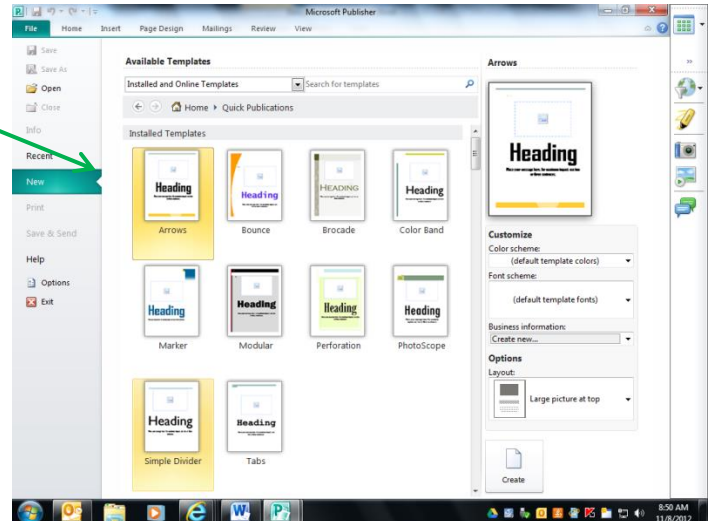 Microsoft Publisher
File Home Insert Page Design Mailings Review View
Save
Save As
Open
Close
Info
Recent
New
Print
Save & Send
Help
Options
Exit
Available Templates
Installed and Online Templates Search for templates
Home Quick Publications
Installed Templates
Heading
Heading
HEADING
Heading
Arrows Bounce Brocade Color Band
Heading
Heading
Heading
Heading
Marker Modular Perforation PhotoScope
Heading
Heading
Simple Divider Tabs
Arrows
Heading
Customize
Color scheme:
(default template colors)
Font scheme:
(default template fonts)
Business information:
Create new...
Options
Layout:
Large picture at top
Create
8:50 AM
11/8/2012